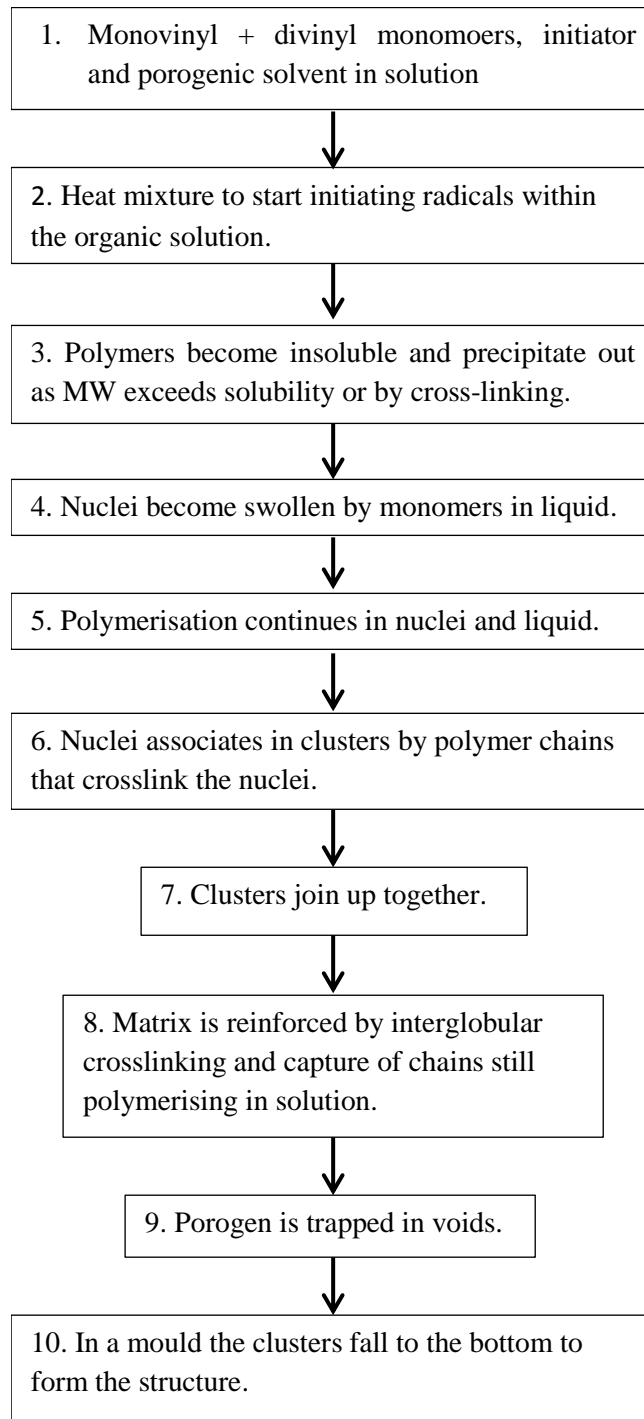 1. Monovinyl + divinyl monomoers, initiator
and porogenic solvent in solution
2. Heat mixture to start initiating radicals within
the organic solution.
3. Polymers become insoluble and precipitate out
as MW exceeds solubility or by cross-linking.
4. Nuclei become swollen by monomers in liquid.
5. Polymerisation continues in nuclei and liquid.
6. Nuclei associates in clusters by polymer chains
that crosslink the nuclei.
7. Clusters join up together.
8. Matrix is reinforced by interglobular
crosslinking and capture of chains still
polymerising in solution.
9. Porogen is trapped in voids.
10. In a mould the clusters fall to the bottom to
form the structure.